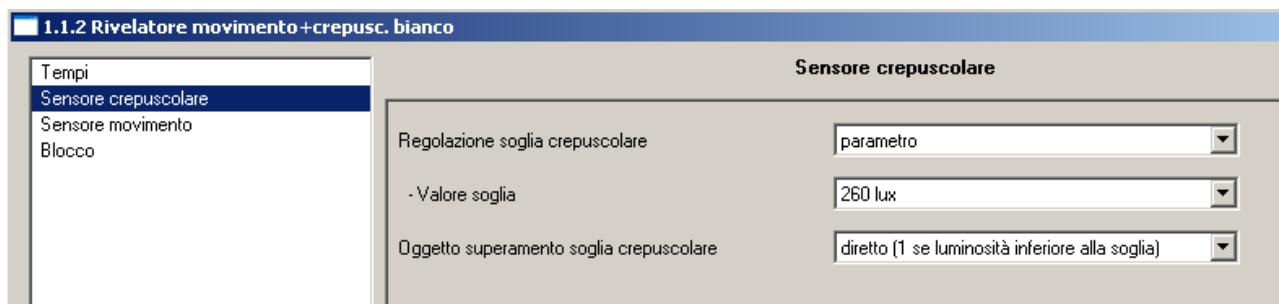 1.1.2 Rivelatore movimento+crepusc. bianco
Tempi
Sensore crepuscolare
Sensore movimento
Blocco
Sensore crepuscolare
Regolazione soglia crepuscolare
parametro
- Valore soglia
260 lux
Oggetto superamento soglia crepuscolare
diretto (1 se luminosità inferiore alla soglia)